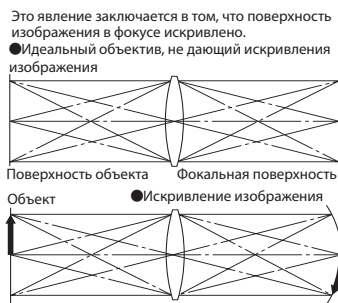 Это явление заключается в том, что поверхность
изображения в фокусе искривлено.
●Идеальный объектив, не дающий искривления
изображения
Поверхность объекта Фокальная поверхность
Объект ●Искривление изображения